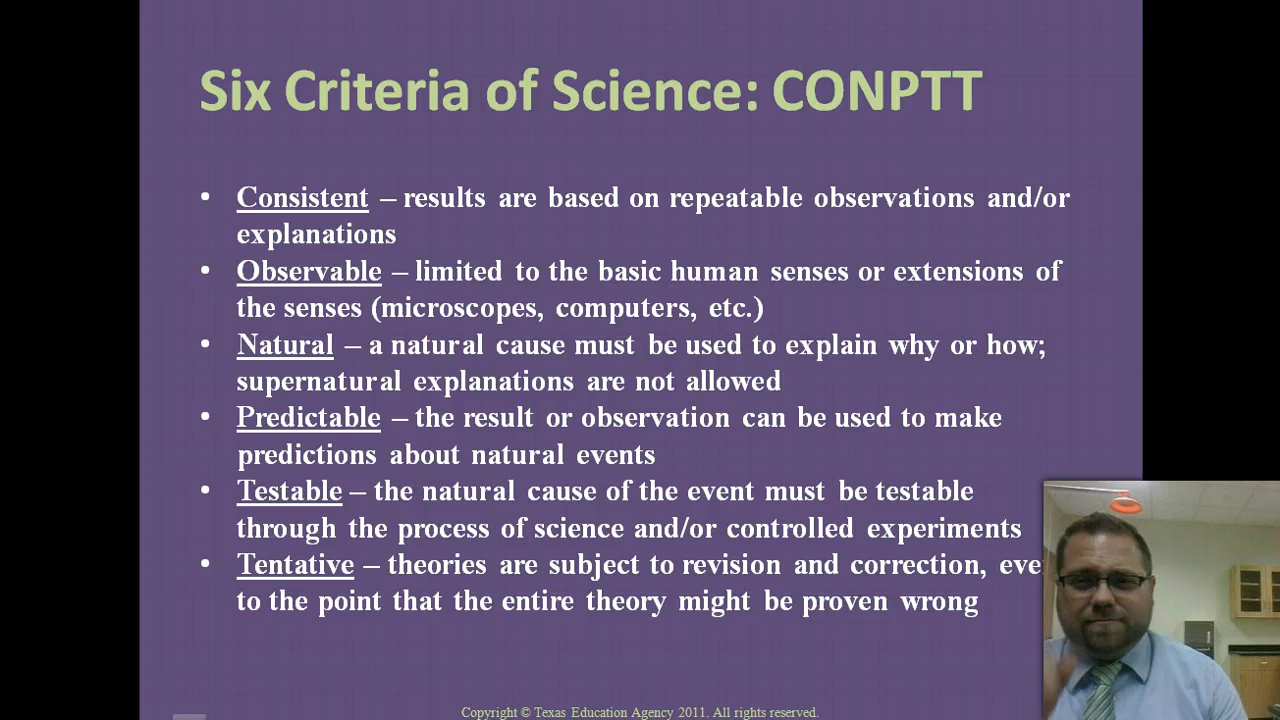 Six Criteria of Science: CONPTT
• Consistent – results are based on repeatable observations and/or
explanations
• Observable – limited to the basic human senses or extensions of
the senses (microscopes, computers, etc.)
• Natural – a natural cause must be used to explain why or how;
supernatural explanations are not allowed
• Predictable – the result or observation can be used to make
predictions about natural events
• Testable – the natural cause of the event must be testable
through the process of science and/or controlled experiments
• Tentative – theories are subject to revision and correction, eve
to the point that the entire theory might be proven wrong
Copyright © Texas Education Agency 2011. All rights reserved.